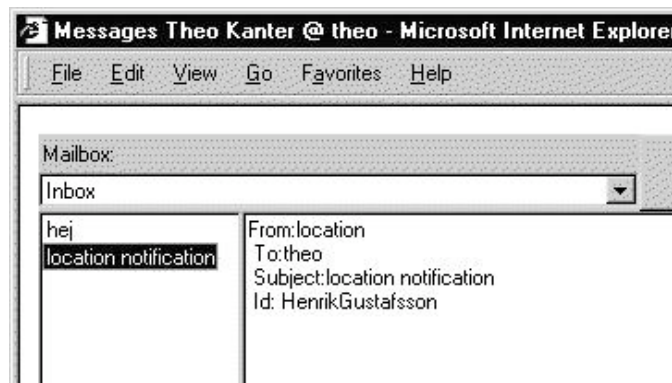 Messages Theo Kanter @ theo - Microsoft Internet Explorer
File Edit View Go Favorites Help
Mailbox:
Inbox
hej
location notification
From:location
To:theo
Subject:location notification
Id: HenrikGustafsson